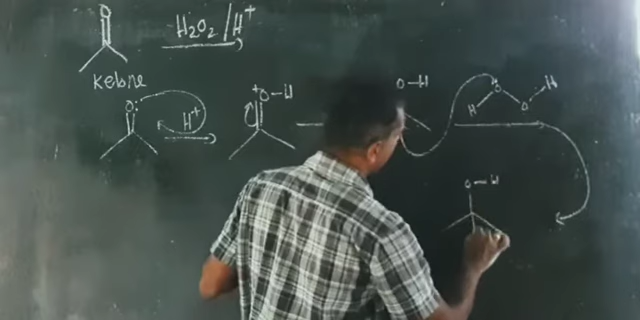 O
H₂O₂/H⁺
ketone
O:
H⁺
⁺O-H
O-H
H O O H
O-H